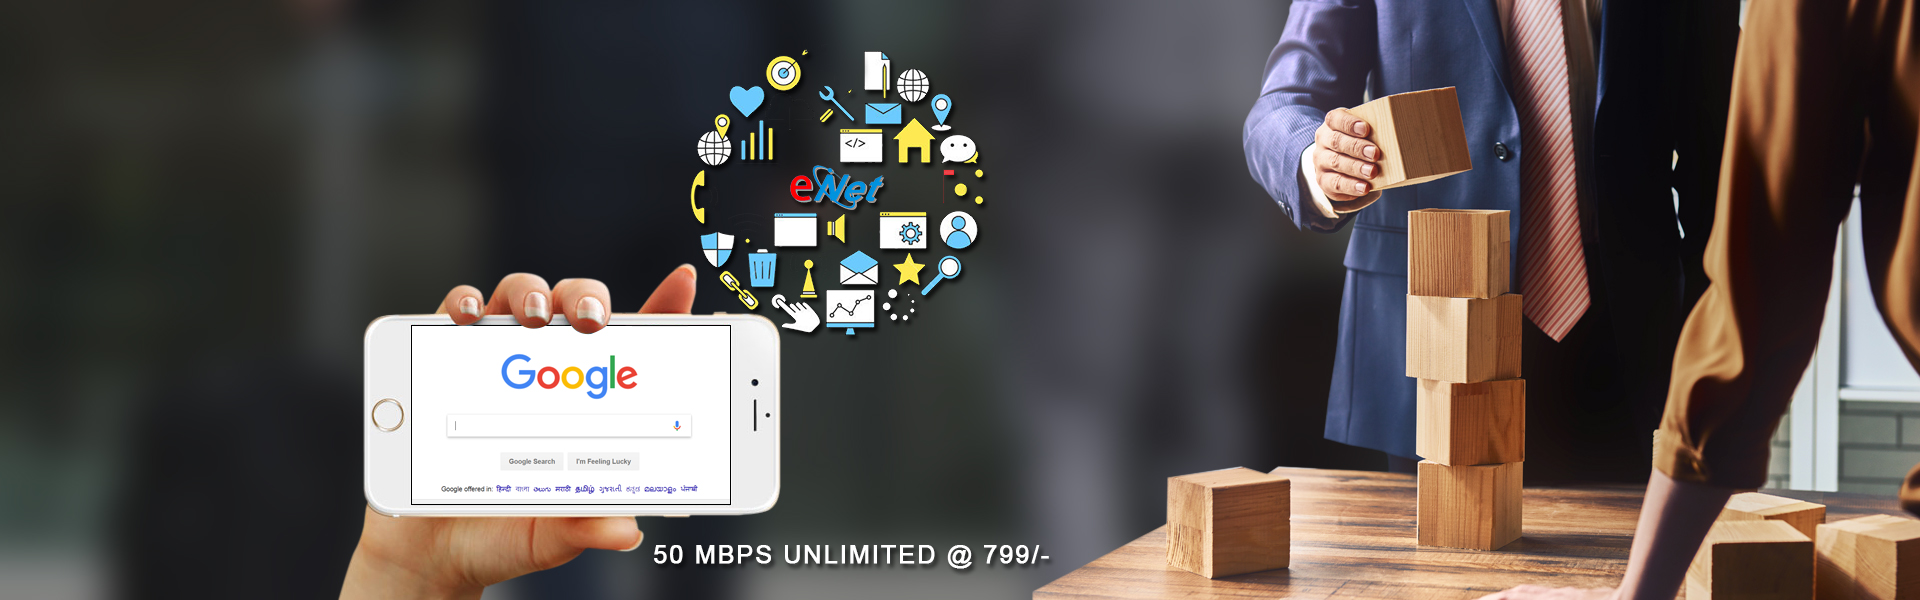 </>
eNet
Google
Google Search I'm Feeling Lucky
Google offered in: हिन्दी বাংলা తెలుగు मराठी தமிழ் ગુજરાતી ಕನ್ನಡ മലയാളം ਪੰਜਾਬੀ
50 MBPS UNLIMITED @ 799/-